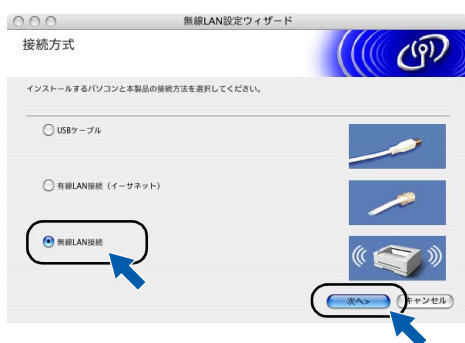 無線LAN設定ウィザード
接続方式
インストールするパソコンと本製品の接続方法を選択してください。
USBケーブル
有線LAN接続（イーサネット）
無線LAN接続
次へ>
キャンセル